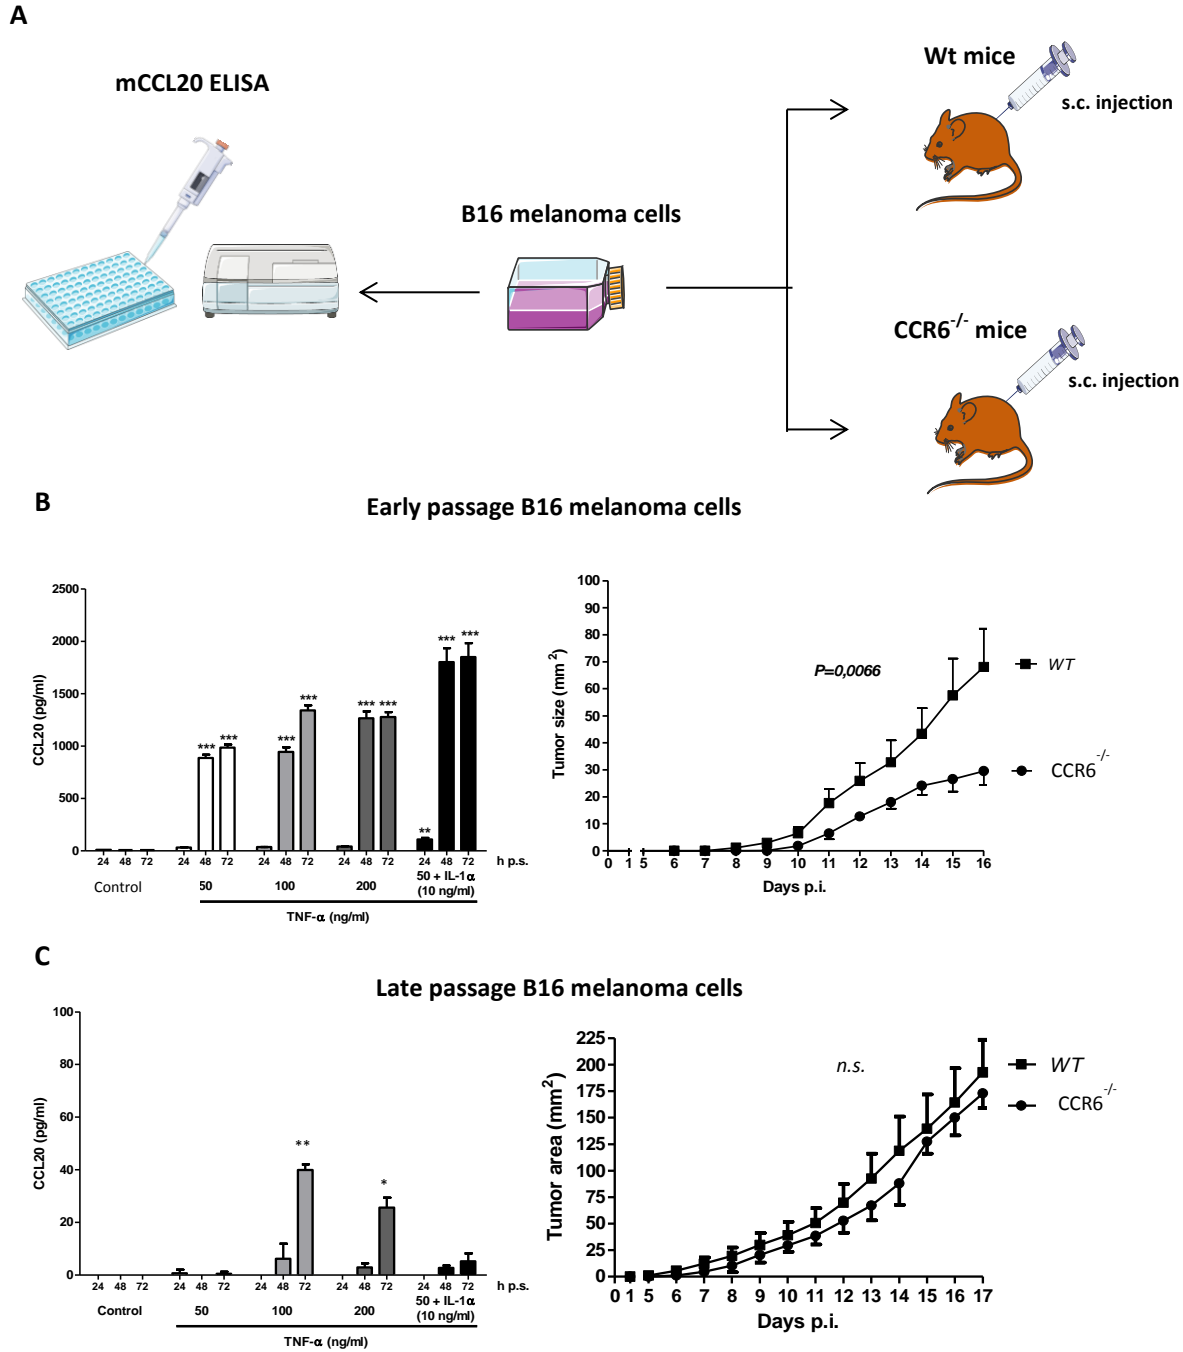 A
mCCL20 ELISA
Wt mice
s.c. injection
B16 melanoma cells
CCR6-/- mice
s.c. injection
B
Early passage B16 melanoma cells
CCL20 (pg/ml)
2500
2000
1500
1000
500
0
*** *** *** *** *** *** ** *** ***
24 48 72 24 48 72 24 48 72 24 48 72 24 48 72 h p.s.
Control 50 100 200 50 + IL-1α
(10 ng/ml)
TNF-α (ng/ml)
Tumor size (mm2)
100
90
80
70
60
50
40
30
20
10
0
P=0,0066
WT
CCR6-/-
0 1 5 6 7 8 9 10 11 12 13 14 15 16
Days p.i.
C
Late passage B16 melanoma cells
CCL20 (pg/ml)
100
80
60
40
20
0
** *
24 48 72 24 48 72 24 48 72 24 48 72 24 48 72 h p.s.
Control 50 100 200 50 + IL-1α
(10 ng/ml)
TNF-α (ng/ml)
Tumor area (mm2)
225
200
175
150
125
100
75
50
25
0
n.s.
WT
CCR6-/-
0 1 5 6 7 8 9 10 11 12 13 14 15 16 17
Days p.i.